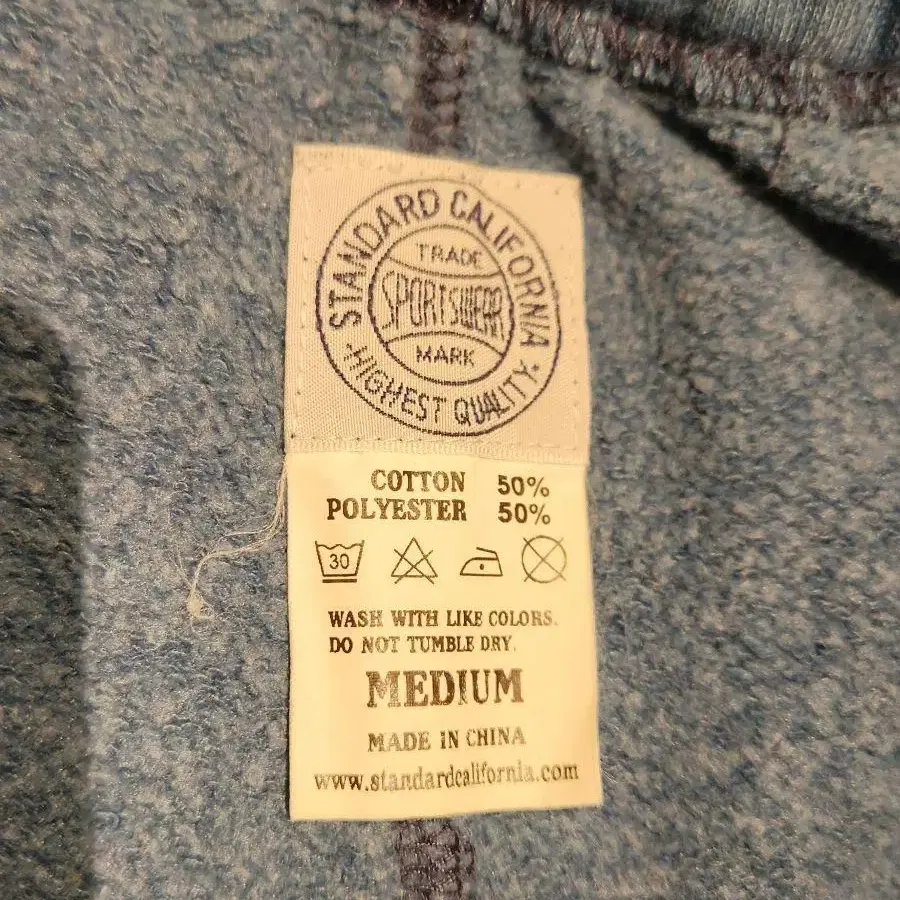 STANDARD CALIFORNIA
TRADE
SPORTSWEAR
MARK
·HIGHEST QUALITY·
COTTON 50%
POLYESTER 50%
30
WASH WITH LIKE COLORS.
DO NOT TUMBLE DRY.
MEDIUM
MADE IN CHINA
www.standardcalifornia.com